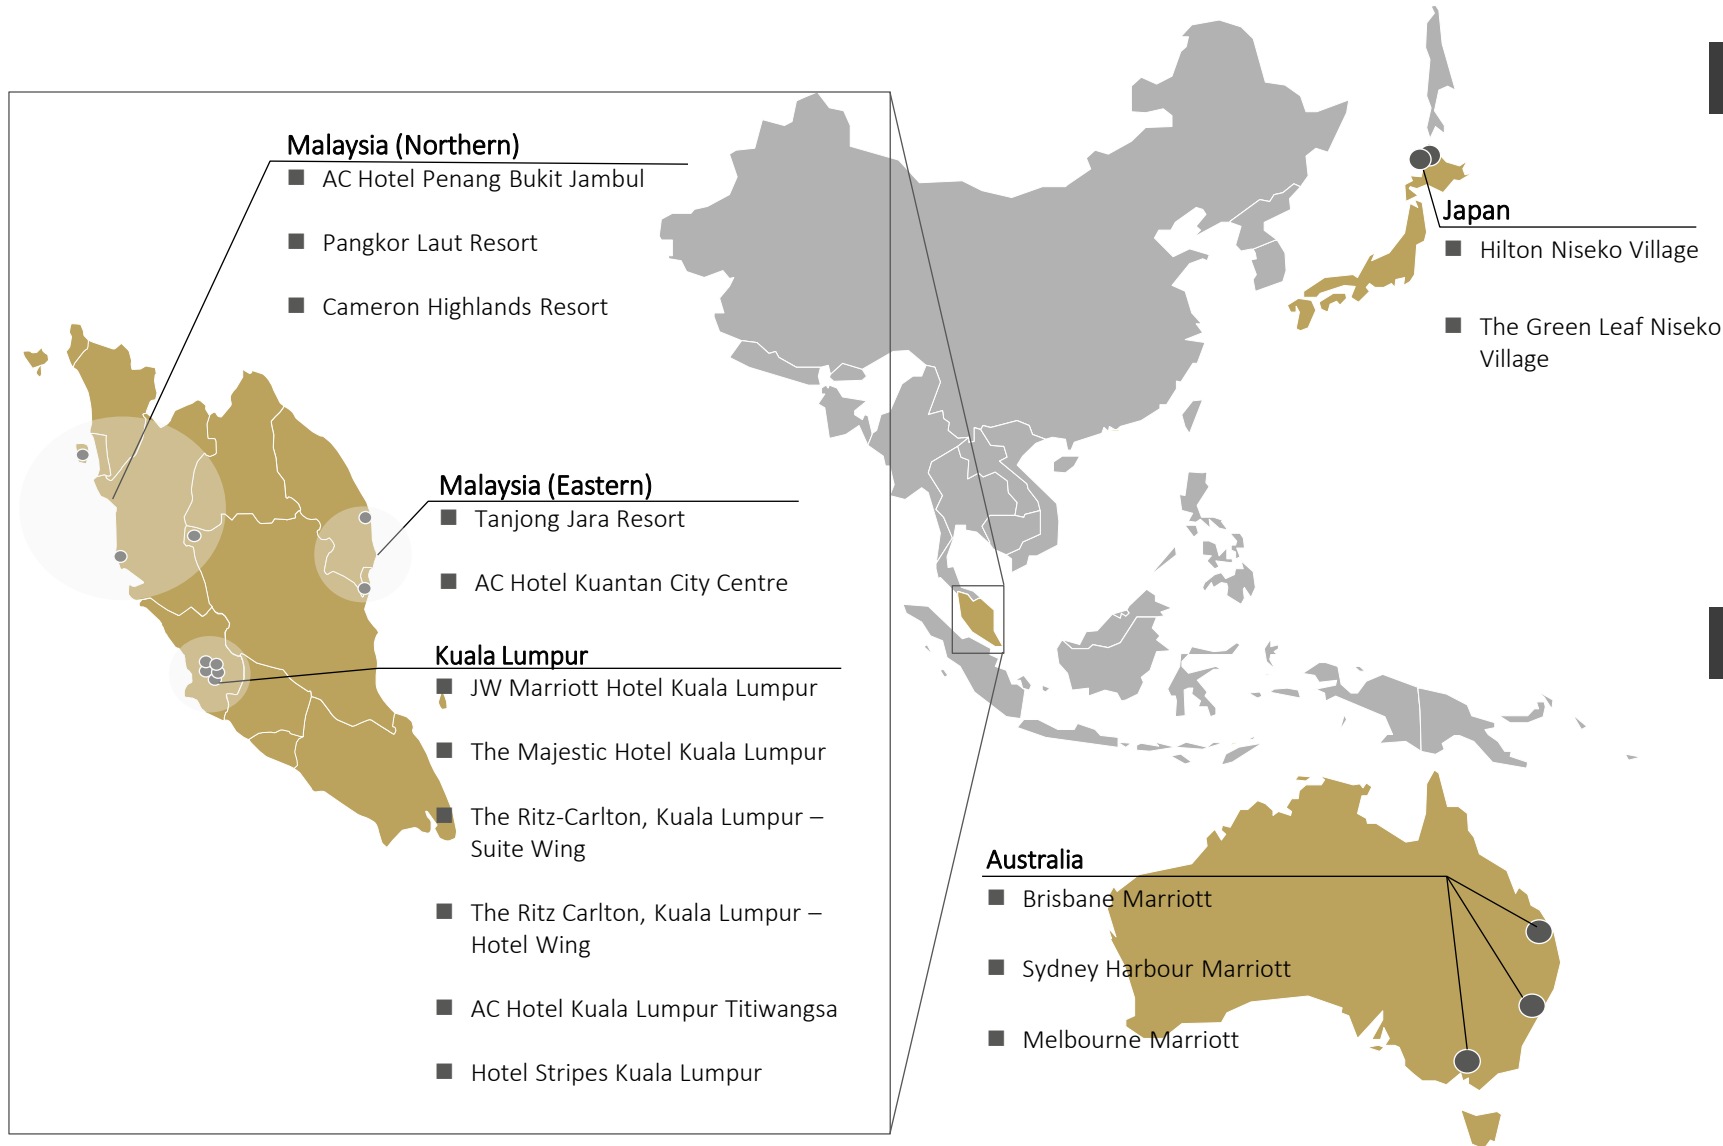 Malaysia (Northern)
■ AC Hotel Penang Bukit Jambul
■ Pangkor Laut Resort
■ Cameron Highlands Resort
Malaysia (Eastern)
■ Tanjong Jara Resort
■ AC Hotel Kuantan City Centre
Kuala Lumpur
■ JW Marriott Hotel Kuala Lumpur
■ The Majestic Hotel Kuala Lumpur
■ The Ritz-Carlton, Kuala Lumpur –
Suite Wing
■ The Ritz Carlton, Kuala Lumpur –
Hotel Wing
■ AC Hotel Kuala Lumpur Titiwangsa
■ Hotel Stripes Kuala Lumpur
Japan
■ Hilton Niseko Village
■ The Green Leaf Niseko
Village
Australia
■ Brisbane Marriott
■ Sydney Harbour Marriott
■ Melbourne Marriott